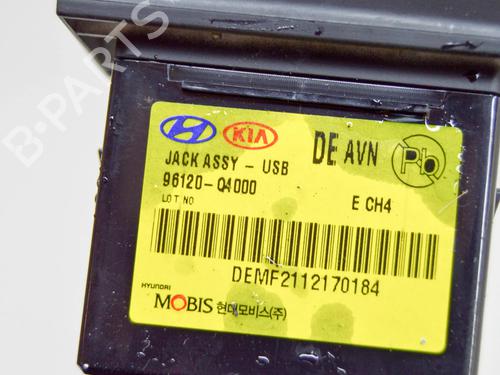 B-PARTS
KIA
DE AVN
Pb
JACK ASSY - USB
96120-Q4000
E CH4
LOT NO
DEMF2112170184
HYUNDAI
MOBIS 현대모비스(주)